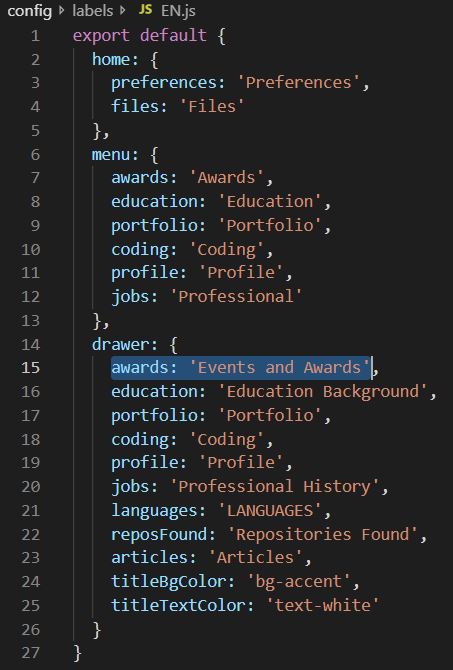 config > labels > JS EN.js
1 export default {
2   home: {
3     preferences: 'Preferences',
4     files: 'Files'
5   },
6   menu: {
7     awards: 'Awards',
8     education: 'Education',
9     portfolio: 'Portfolio',
10     coding: 'Coding',
11     profile: 'Profile',
12     jobs: 'Professional'
13   },
14   drawer: {
15     awards: 'Events and Awards',
16     education: 'Education Background',
17     portfolio: 'Portfolio',
18     coding: 'Coding',
19     profile: 'Profile',
20     jobs: 'Professional History',
21     languages: 'LANGUAGES',
22     reposFound: 'Repositories Found',
23     articles: 'Articles',
24     titleBgColor: 'bg-accent',
25     titleTextColor: 'text-white'
26   }
27 }